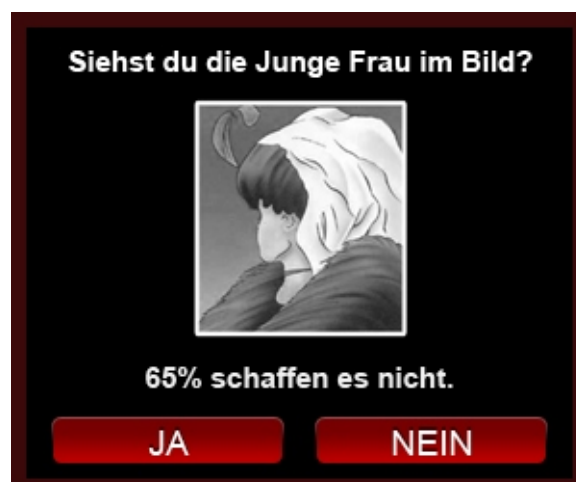 Siehst du die Junge Frau im Bild?
65% schaffen es nicht.
JA
NEIN